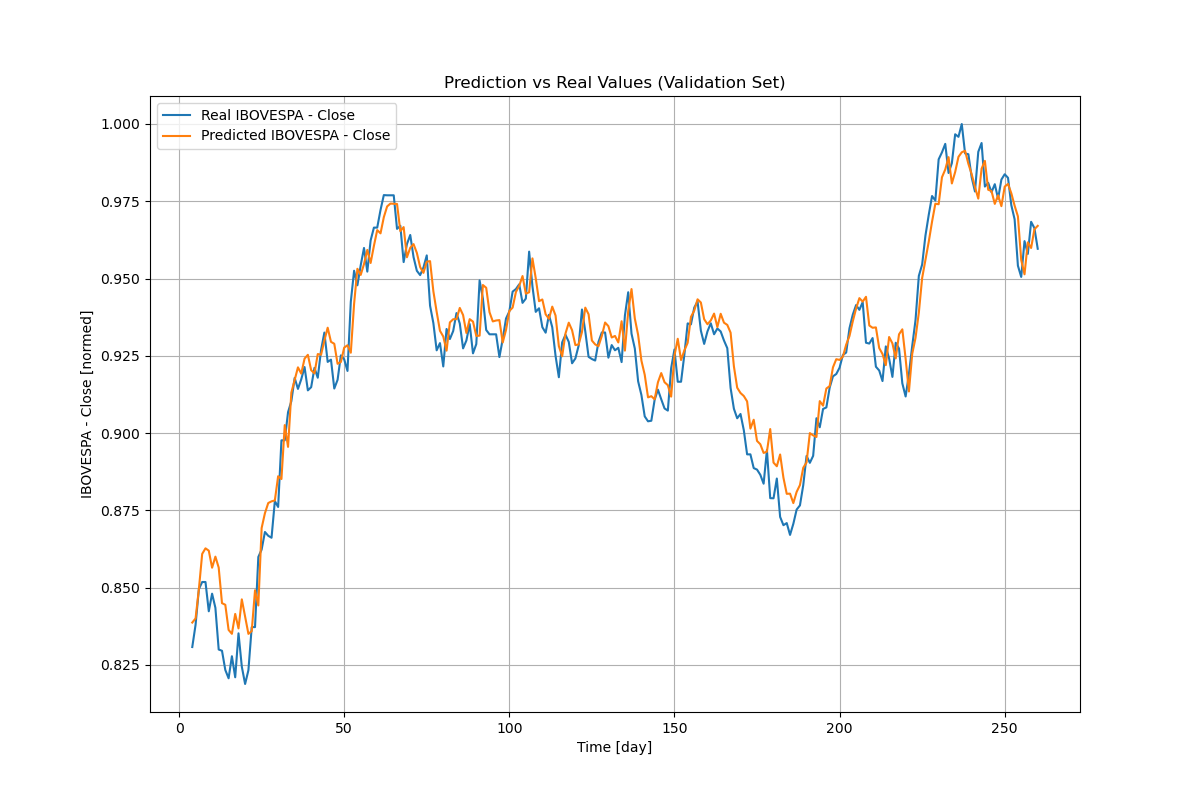 Prediction vs Real Values (Validation Set)
Real IBOVESPA - Close
Predicted IBOVESPA - Close
IBOVESPA - Close [normed]
1.000
0.975
0.950
0.925
0.900
0.875
0.850
0.825
0
50
100
150
200
250
Time [day]